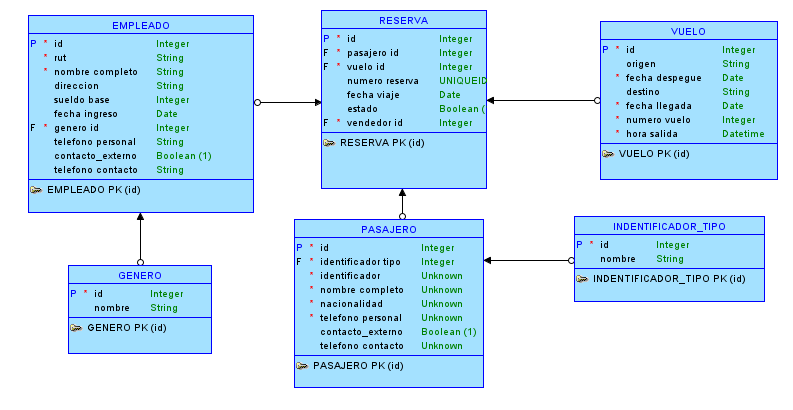 EMPLEADO
P * id Integer
* rut String
* nombre completo String
direccion String
sueldo base Integer
fecha ingreso Date
F * genero id Integer
telefono personal String
contacto_externo Boolean (1)
telefono contacto String
EMPLEADO PK (id)
RESERVA
P * id Integer
F * pasajero id Integer
F * vuelo id Integer
numero reserva UNIQUEID
fecha viaje Date
estado Boolean (
F * vendedor id Integer
RESERVA PK (id)
VUELO
P * id Integer
origen String
* fecha despegue Date
destino String
* fecha llegada Date
* numero vuelo Integer
* hora salida Datetime
VUELO PK (id)
GENERO
P * id Integer
nombre String
GENERO PK (id)
PASAJERO
P * id Integer
F * identificador tipo Integer
* identificador Unknown
* nombre completo Unknown
* nacionalidad Unknown
* telefono personal Unknown
contacto_externo Boolean (1)
telefono contacto Unknown
PASAJERO PK (id)
INDENTIFICADOR_TIPO
P * id Integer
nombre String
INDENTIFICADOR_TIPO PK (id)